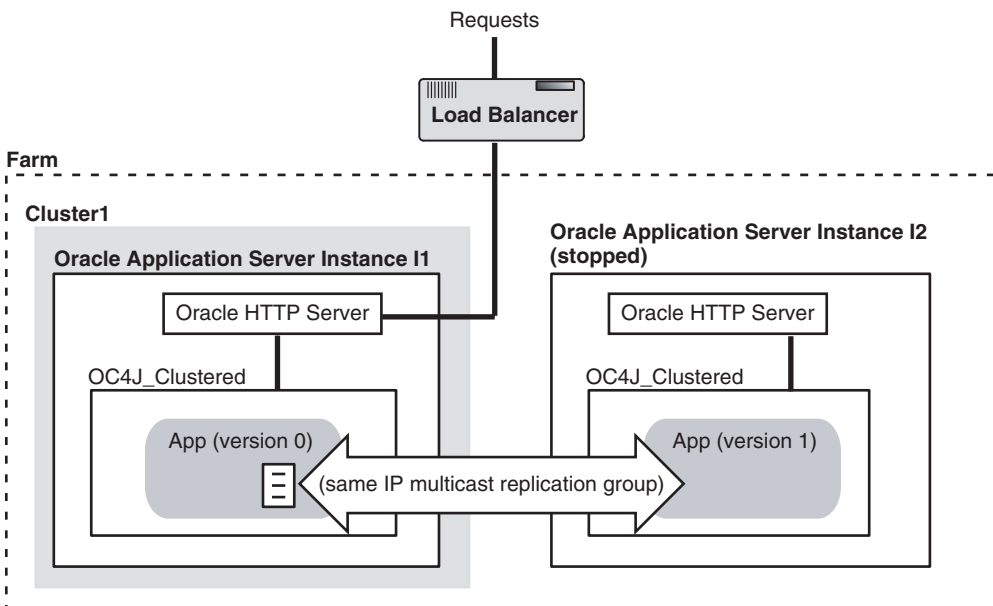 Requests
Load Balancer
Farm
Cluster1
Oracle Application Server Instance I1
Oracle HTTP Server
OC4J_Clustered
App (version 0)
(same IP multicast replication group)
Oracle Application Server Instance I2
(stopped)
Oracle HTTP Server
OC4J_Clustered
App (version 1)